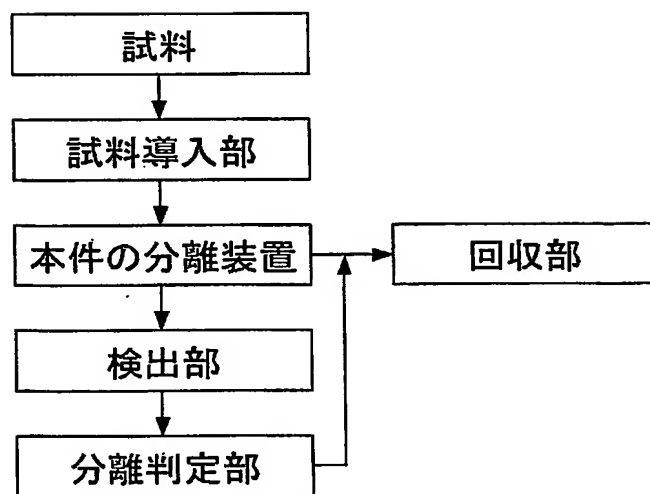 試料
試料導入部
本件の分離装置
回収部
検出部
分離判定部